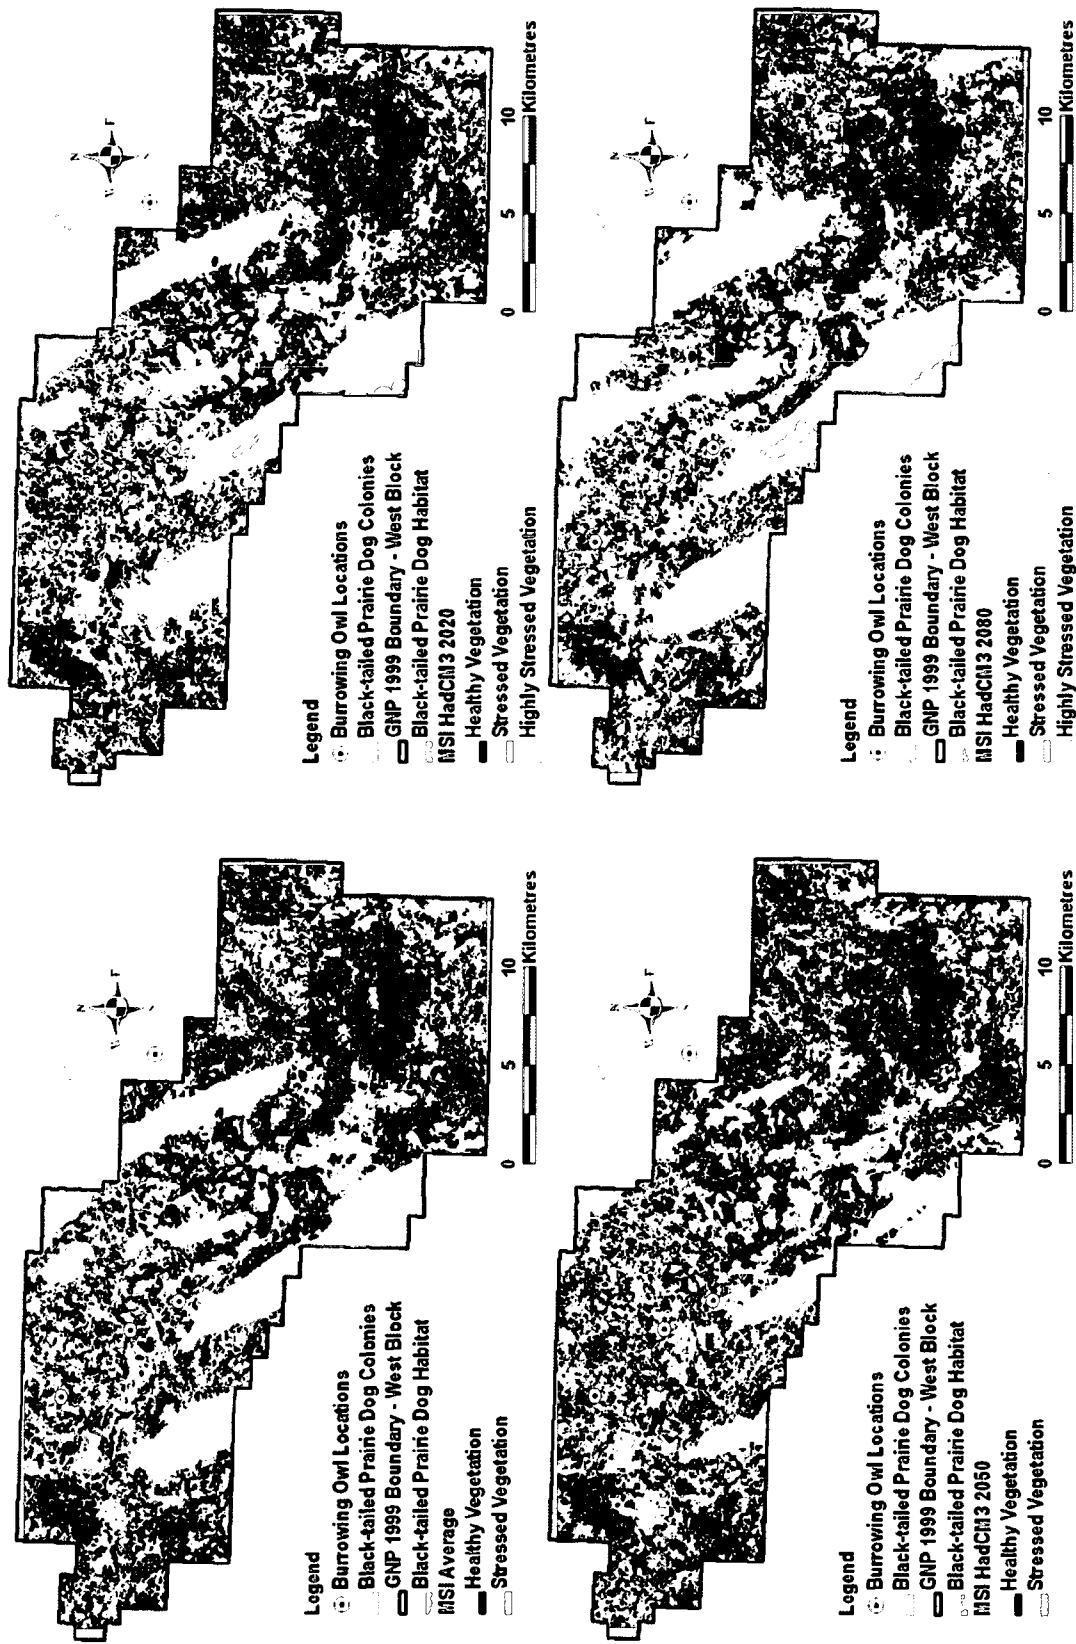 N
Legend
Burrowing Owl Locations
Black-tailed Prairie Dog Colonies
GNP 1999 Boundary - West Block
Black-tailed Prairie Dog Habitat
MSI Average
Healthy Vegetation
Stressed Vegetation
0 5 10
Kilometres
N
Legend
Burrowing Owl Locations
Black-tailed Prairie Dog Colonies
GNP 1999 Boundary - West Block
Black-tailed Prairie Dog Habitat
MSI HadCM3 2020
Healthy Vegetation
Stressed Vegetation
Highly Stressed Vegetation
0 5 10
Kilometres
N
Legend
Burrowing Owl Locations
Black-tailed Prairie Dog Colonies
GNP 1999 Boundary - West Block
Black-tailed Prairie Dog Habitat
MSI HadCM3 2050
Healthy Vegetation
Stressed Vegetation
0 5 10
Kilometres
N
Legend
Burrowing Owl Locations
Black-tailed Prairie Dog Colonies
GNP 1999 Boundary - West Block
Black-tailed Prairie Dog Habitat
MSI HadCM3 2080
Healthy Vegetation
Stressed Vegetation
Highly Stressed Vegetation
0 5 10
Kilometres